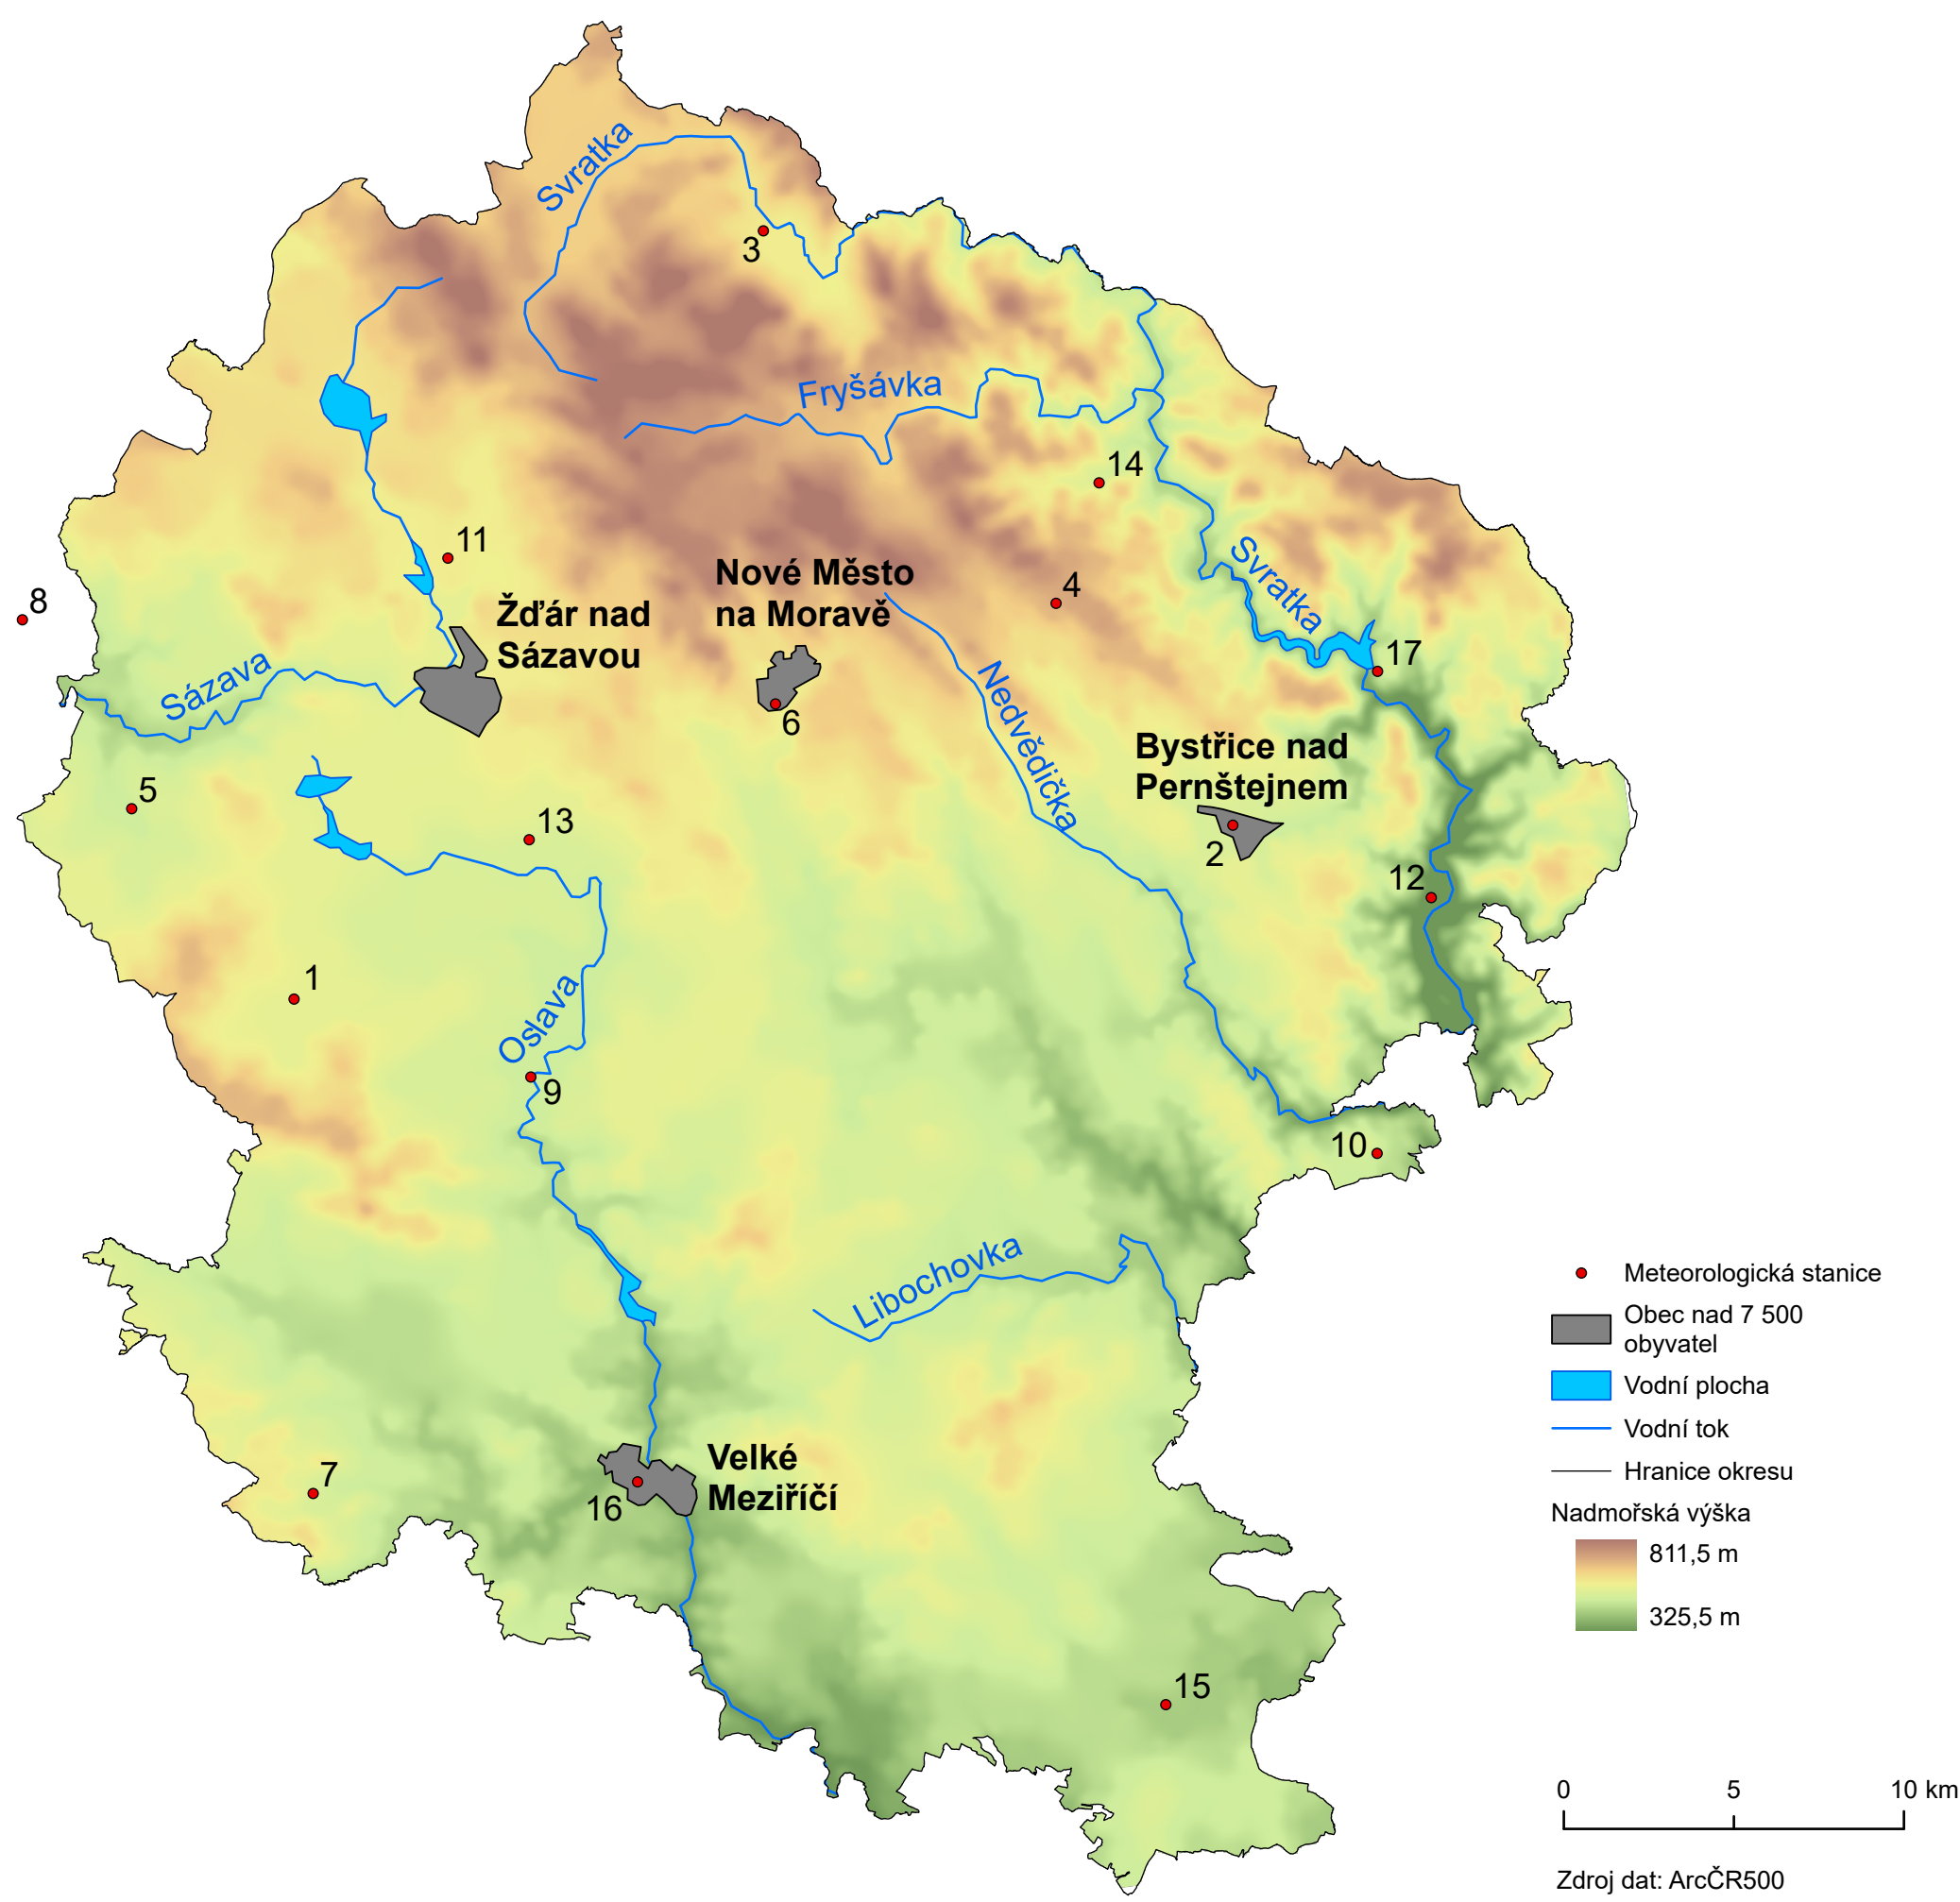 Svratka
3
Fryšávka
14
11
Nové Město
na Moravě
4
Svratka
8
Žďár nad
Sázavou
17
Sázava
6
Nedvědička
Bystřice nad
Pernštejnem
5
13
2
12
1
Oslava
9
10
Libochovka
7
Velké
Meziříčí
16
15
Meteorologická stanice
Obec nad 7 500
obyvatel
Vodní plocha
Vodní tok
Hranice okresu
Nadmořská výška
811,5 m
325,5 m
0 5 10 km
Zdroj dat: ArcČR500